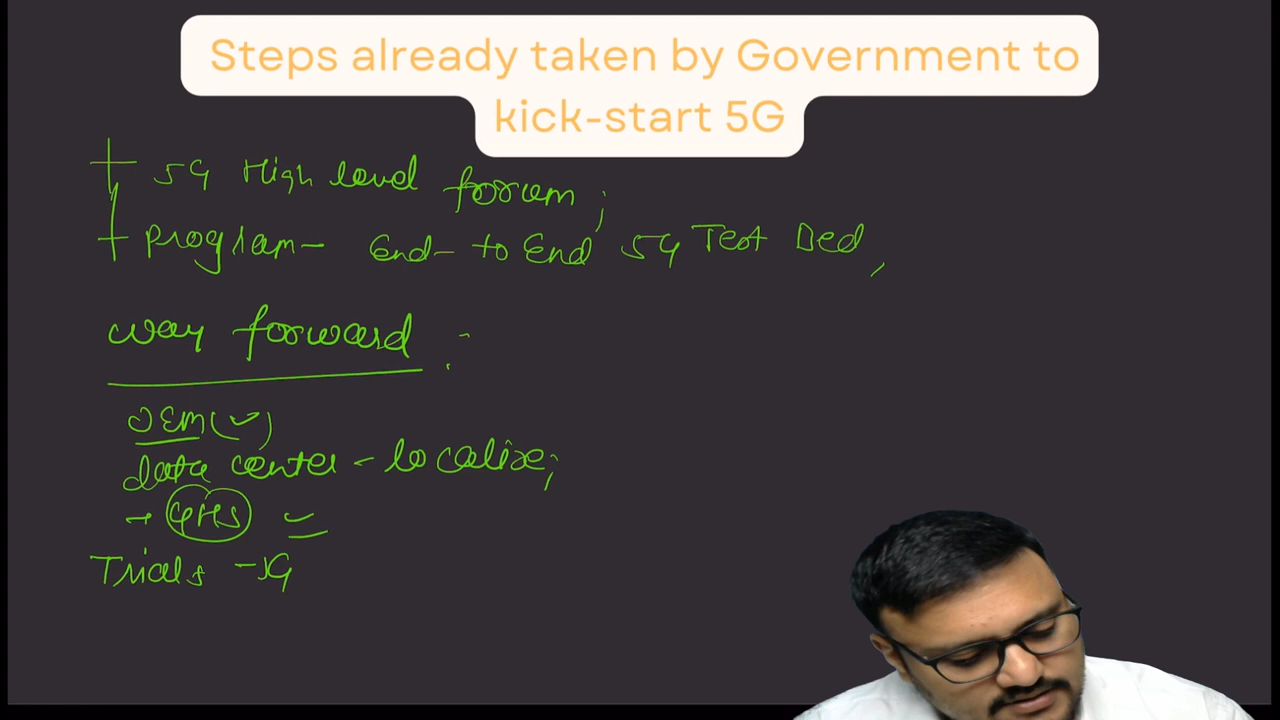 Steps already taken by Government to
kick-start 5G
5G High level forum;
Program - End - to End 5G Test Bed,
way forward :
OEM (✓)
data center - localise;
Trials - 5G